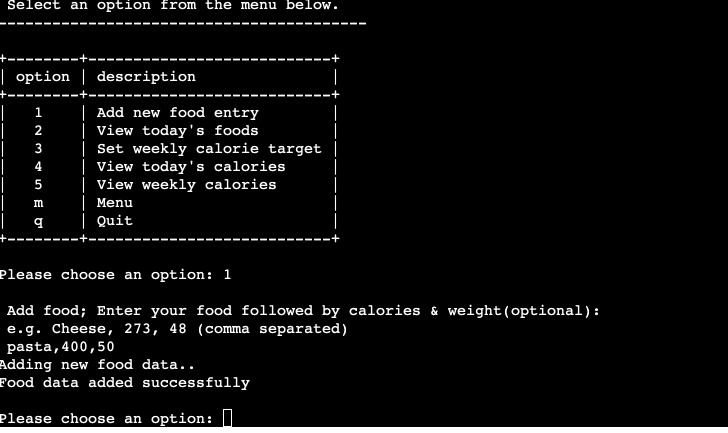 Select an option from the menu below.
-----------------------------------------
+--------+---------------------------+
| option | description               |
+--------+---------------------------+
|   1    | Add new food entry        |
|   2    | View today's foods        |
|   3    | Set weekly calorie target |
|   4    | View today's calories     |
|   5    | View weekly calories      |
|   m    | Menu                      |
|   q    | Quit                      |
+--------+---------------------------+
Please choose an option: 1
Add food; Enter your food followed by calories & weight(optional):
e.g. Cheese, 273, 48 (comma separated)
pasta,400,50
Adding new food data..
Food data added successfully
Please choose an option: